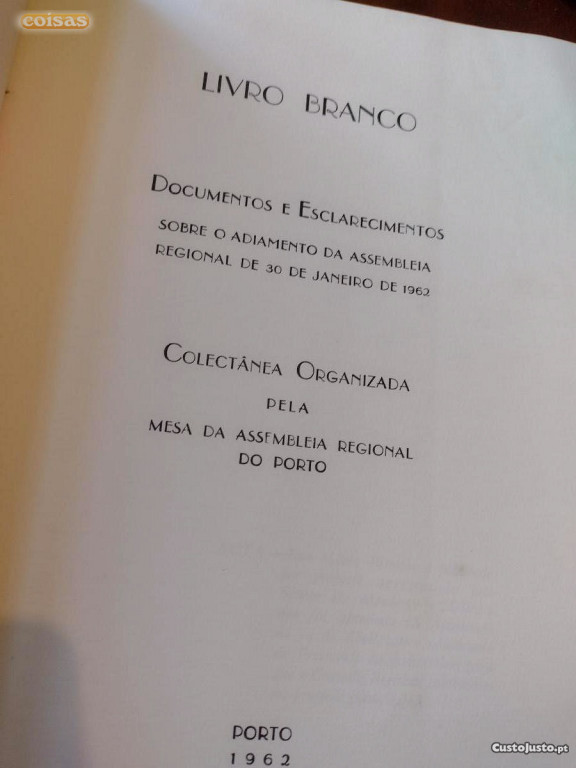 coisas
LIVRO BRANCO
DOCUMENTOS E ESCLARECIMENTOS
SOBRE O ADIAMENTO DA ASSEMBLEIA
REGIONAL DE 30 DE JANEIRO DE 1962
COLECTÂNEA ORGANIZADA
PELA
MESA DA ASSEMBLEIA REGIONAL
DO PORTO
PORTO
1962
CustoJusto.pt